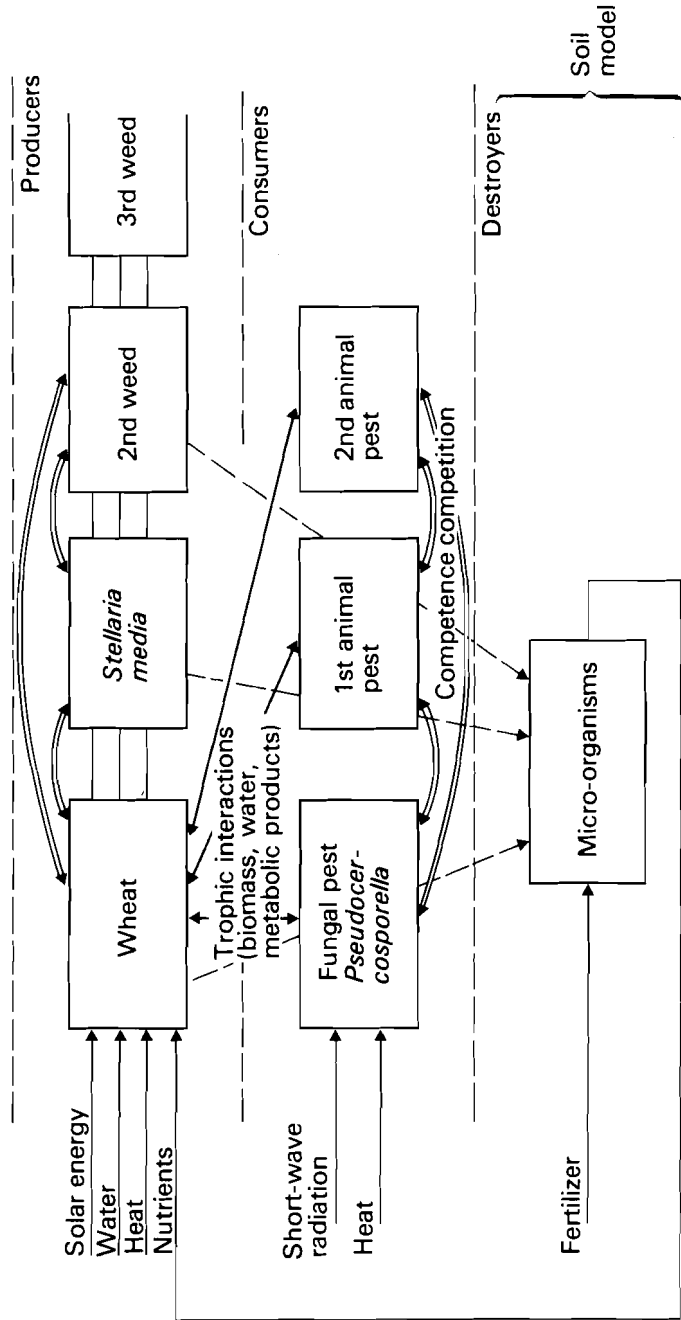 Producers
Solar energy
Water
Heat
Nutrients
Wheat
Stellaria
media
2nd weed
3rd weed
Consumers
Trophic interactions
(biomass, water,
metabolic products)
Short-wave
radiation
Heat
Fungal pest
Pseudocer-
cosporella
1st animal
pest
2nd animal
pest
Competence competition
Destroyers
Fertilizer
Micro-organisms
Soil
model